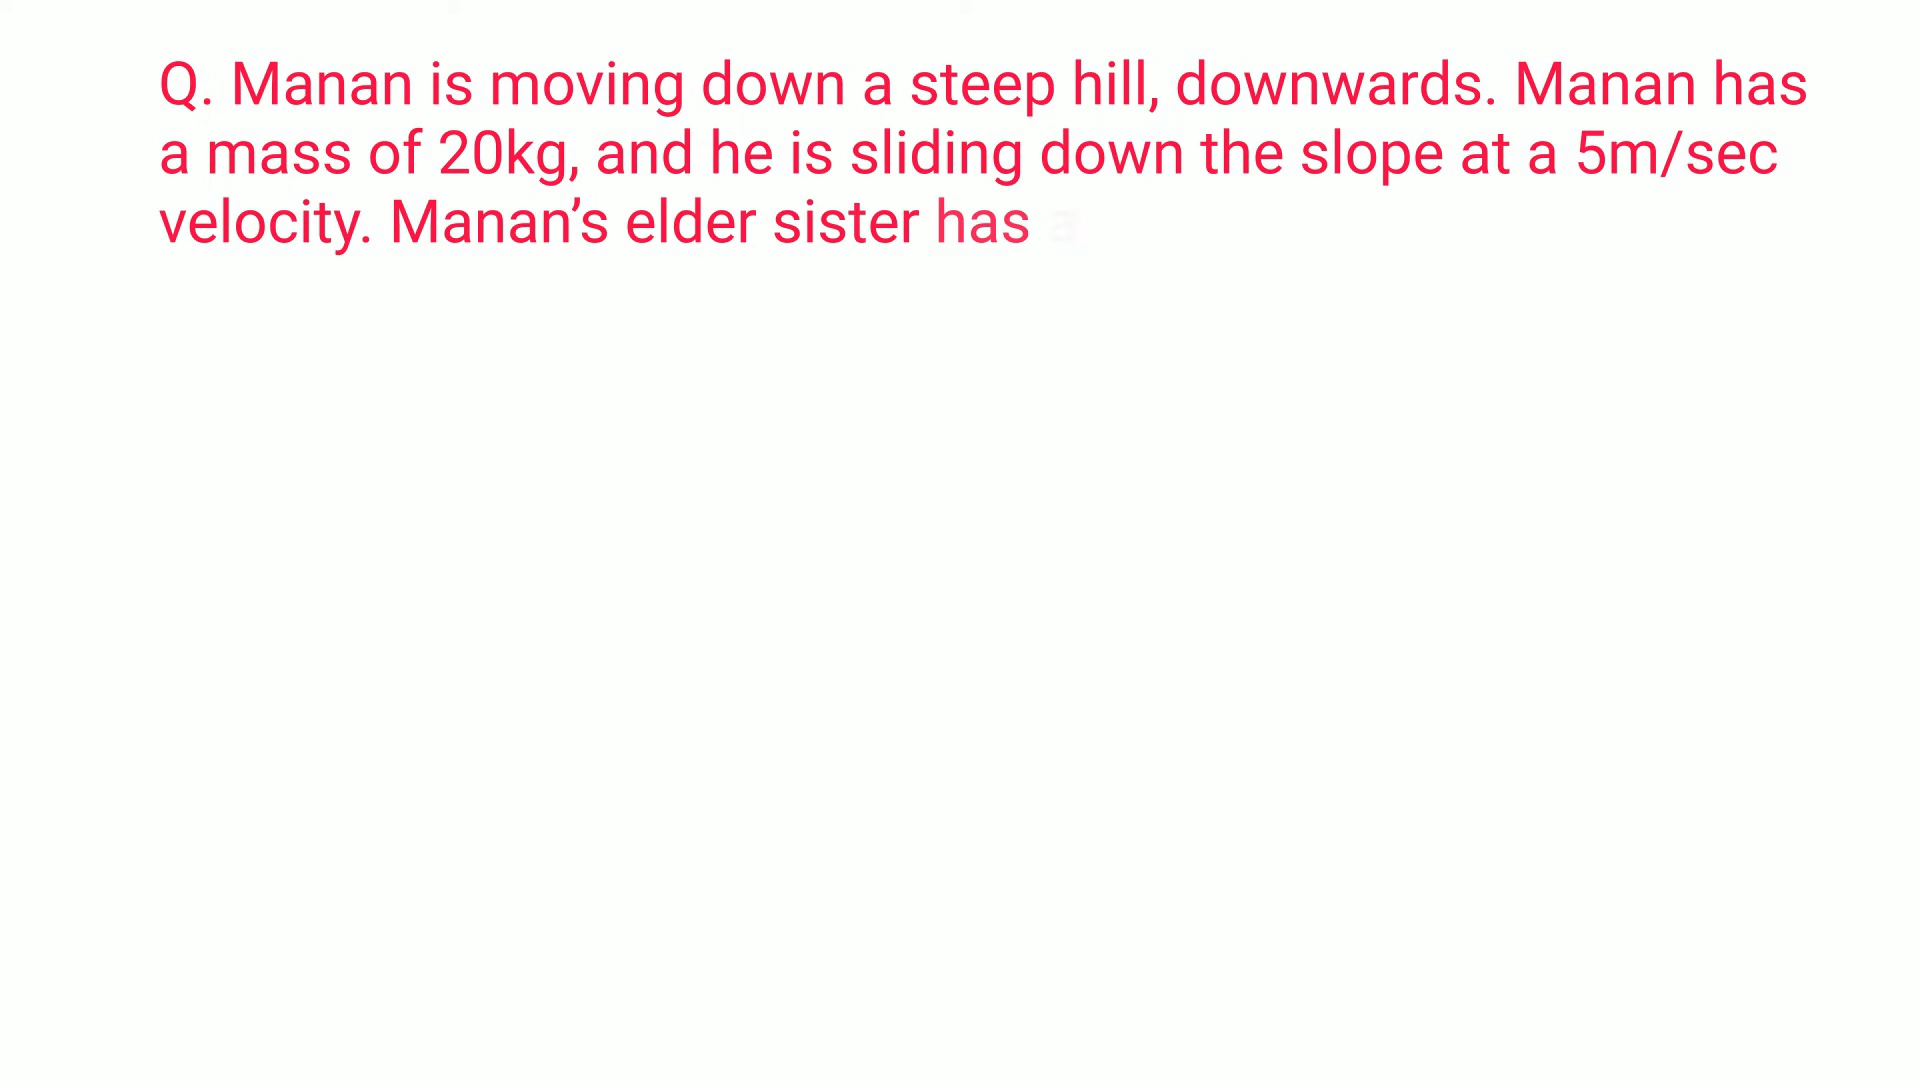 Q. Manan is moving down a steep hill, downwards. Manan has
a mass of 20kg, and he is sliding down the slope at a 5m/sec
velocity. Manan’s elder sister has a